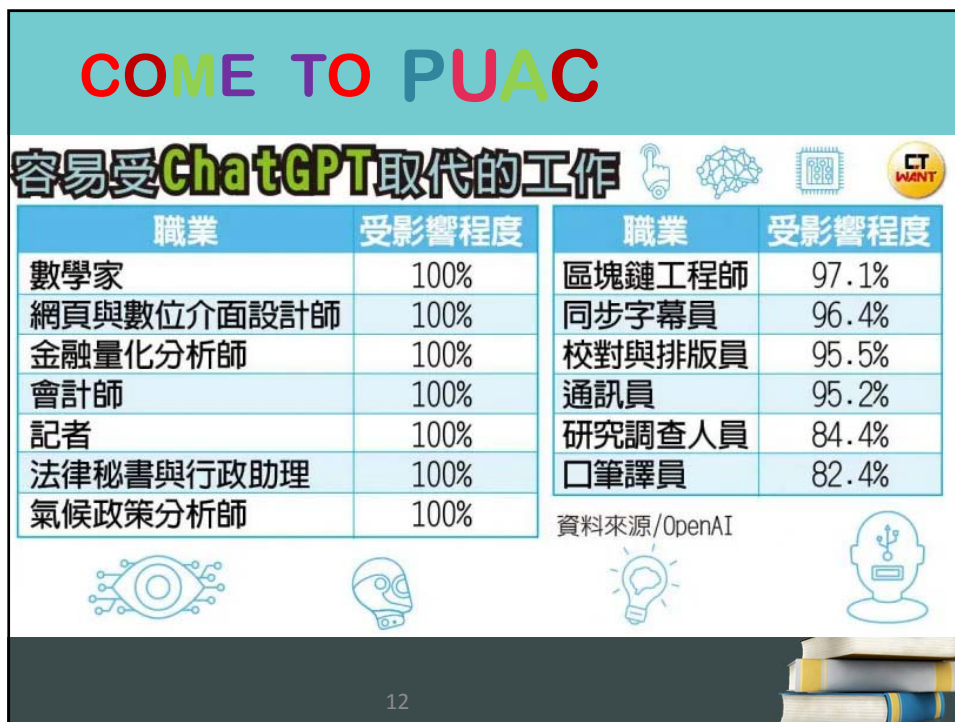 COME TO PUAC
容易受ChatGPT取代的工作
CT
WANT
職業 受影響程度
數學家 100%
網頁與數位介面設計師 100%
金融量化分析師 100%
會計師 100%
記者 100%
法律秘書與行政助理 100%
氣候政策分析師 100%
職業 受影響程度
區塊鏈工程師 97.1%
同步字幕員 96.4%
校對與排版員 95.5%
通訊員 95.2%
研究調查人員 84.4%
口筆譯員 82.4%
資料來源/OpenAI
12